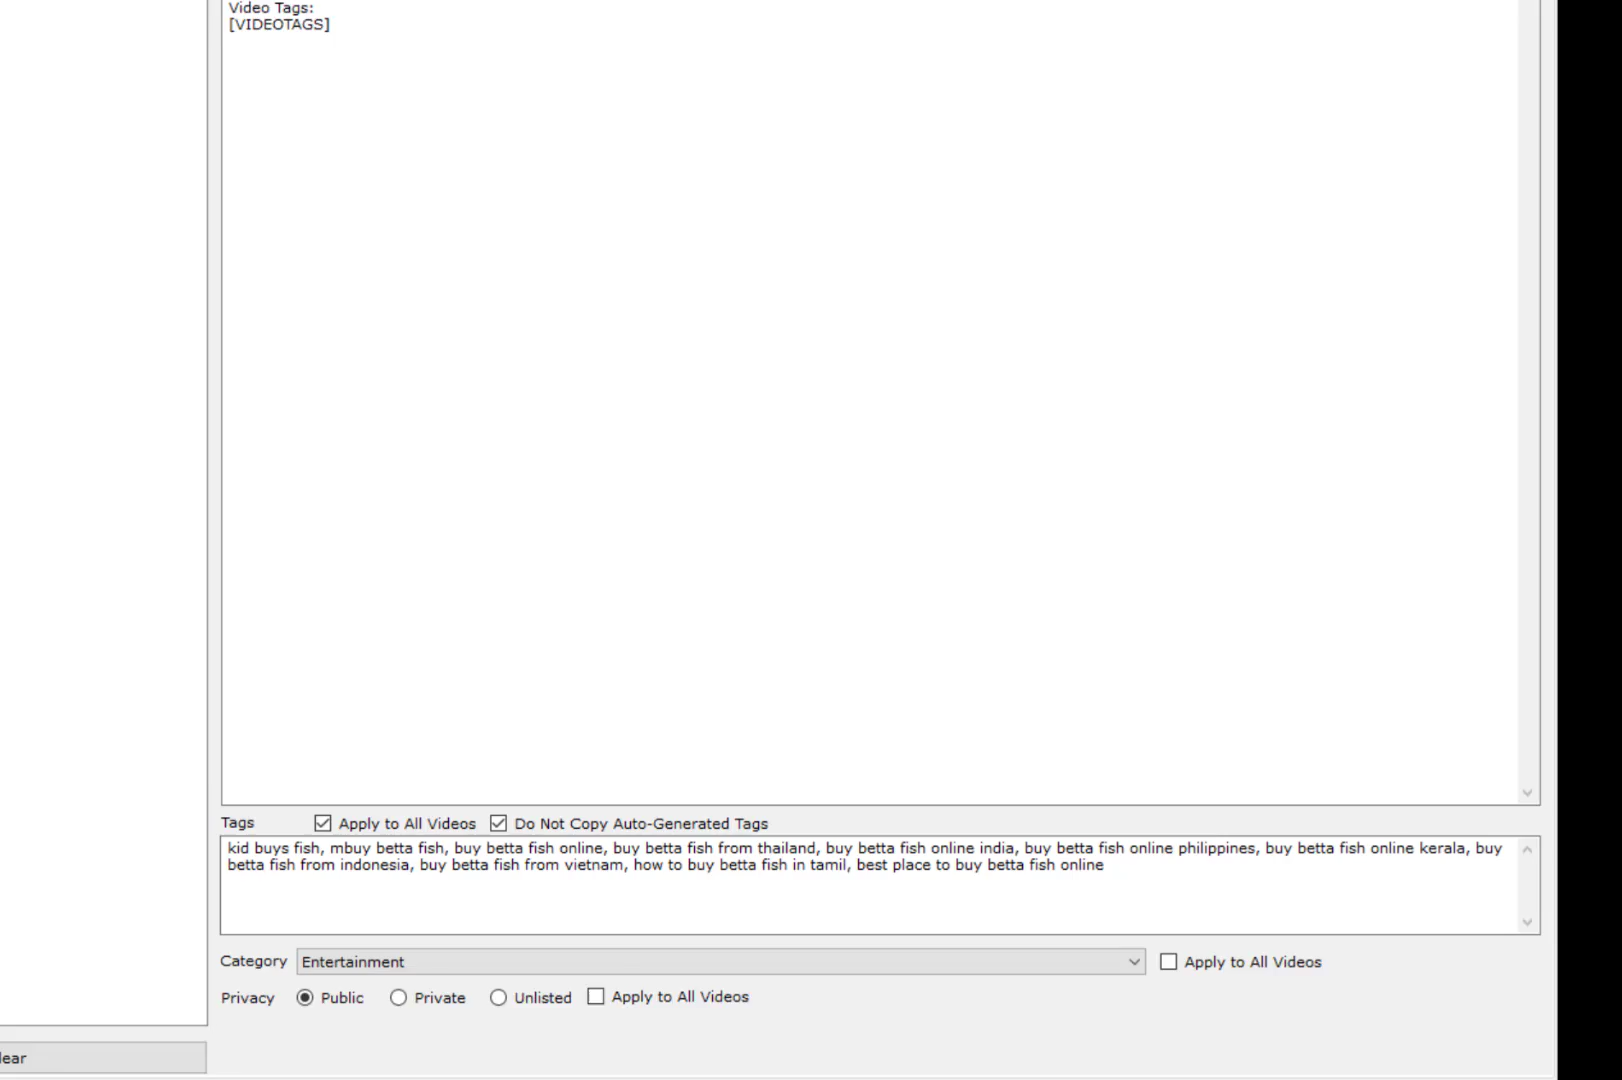 Video Tags:
[VIDEOTAGS]
Tags Apply to All Videos Do Not Copy Auto-Generated Tags
kid buys fish, mbuy betta fish, buy betta fish online, buy betta fish from thailand, buy betta fish online india, buy betta fish online philippines, buy betta fish online kerala, buy
betta fish from indonesia, buy betta fish from vietnam, how to buy betta fish in tamil, best place to buy betta fish online
Category Entertainment Apply to All Videos
Privacy Public Private Unlisted Apply to All Videos
lear